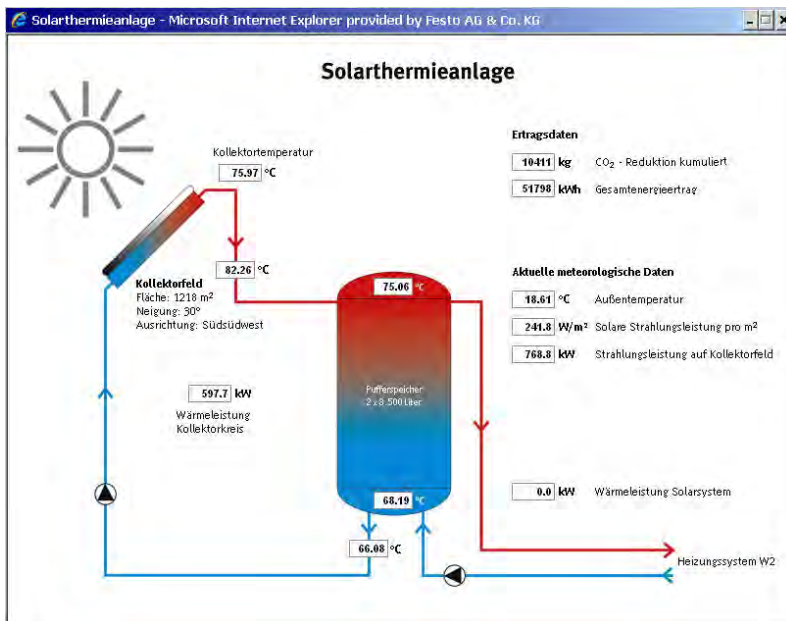 Solarthermieanlage - Microsoft Internet Explorer provided by Festo AG & Co. KG
Solarthermieanlage
Kollektortemperatur
75.97 °C
82.26 °C
Kollektorfeld
Fläche: 1218 m²
Neigung: 30°
Ausrichtung: Südsüdwest
597.7 kW
Wärmeleistung
Kollektorkreis
75.06 °C
Pufferspeicher
2 x 8.500 Liter
68.19 °C
66.08 °C
Ertragsdaten
10411 kg CO₂ - Reduktion kumuliert
51798 kWh Gesamtenergieertrag
Aktuelle meteorologische Daten
18.61 °C Außentemperatur
241.8 W/m² Solare Strahlungsleistung pro m²
768.8 kW Strahlungsleistung auf Kollektorfeld
0.0 kW Wärmeleistung Solarsystem
Heizungssystem W2